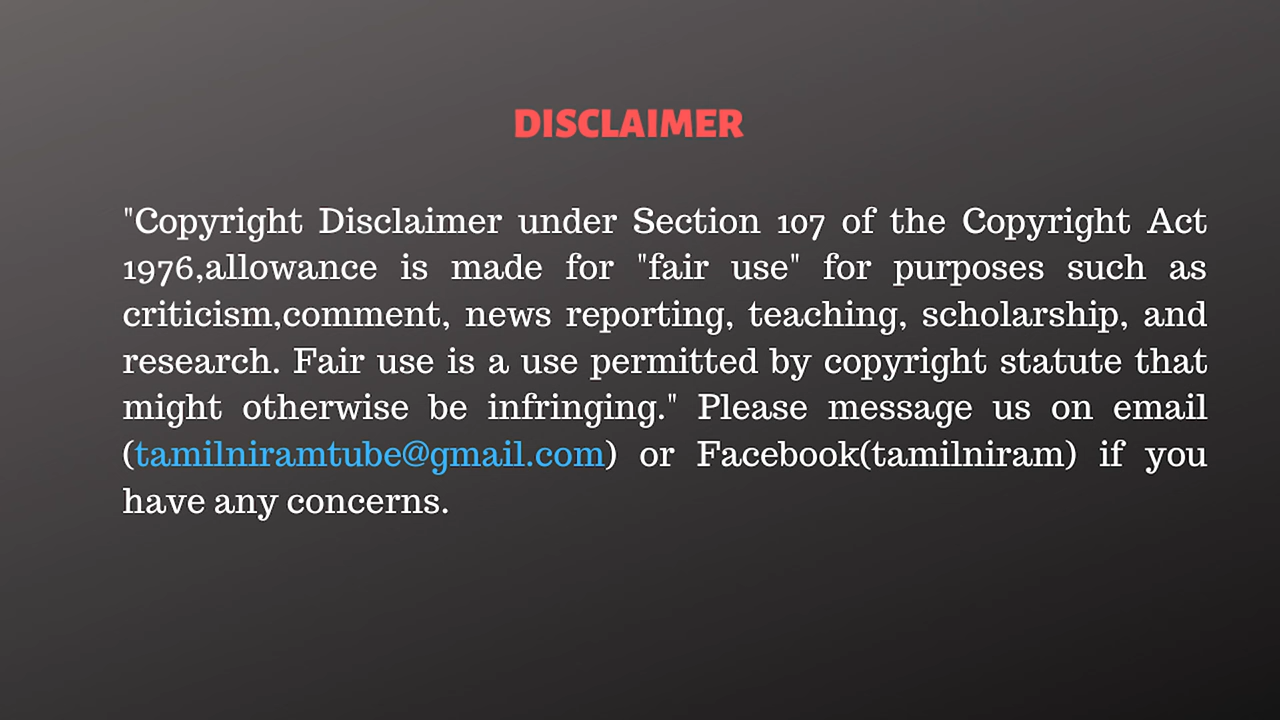 DISCLAIMER
"Copyright Disclaimer under Section 107 of the Copyright Act
1976,allowance is made for "fair use" for purposes such as
criticism,comment, news reporting, teaching, scholarship, and
research. Fair use is a use permitted by copyright statute that
might otherwise be infringing." Please message us on email
(tamilniramtube@gmail.com) or Facebook(tamilniram) if you
have any concerns.